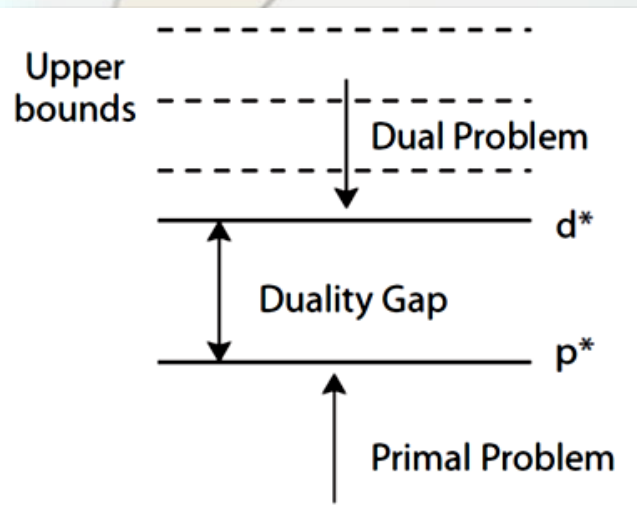 Upper
bounds
Dual Problem
d*
Duality Gap
p*
Primal Problem